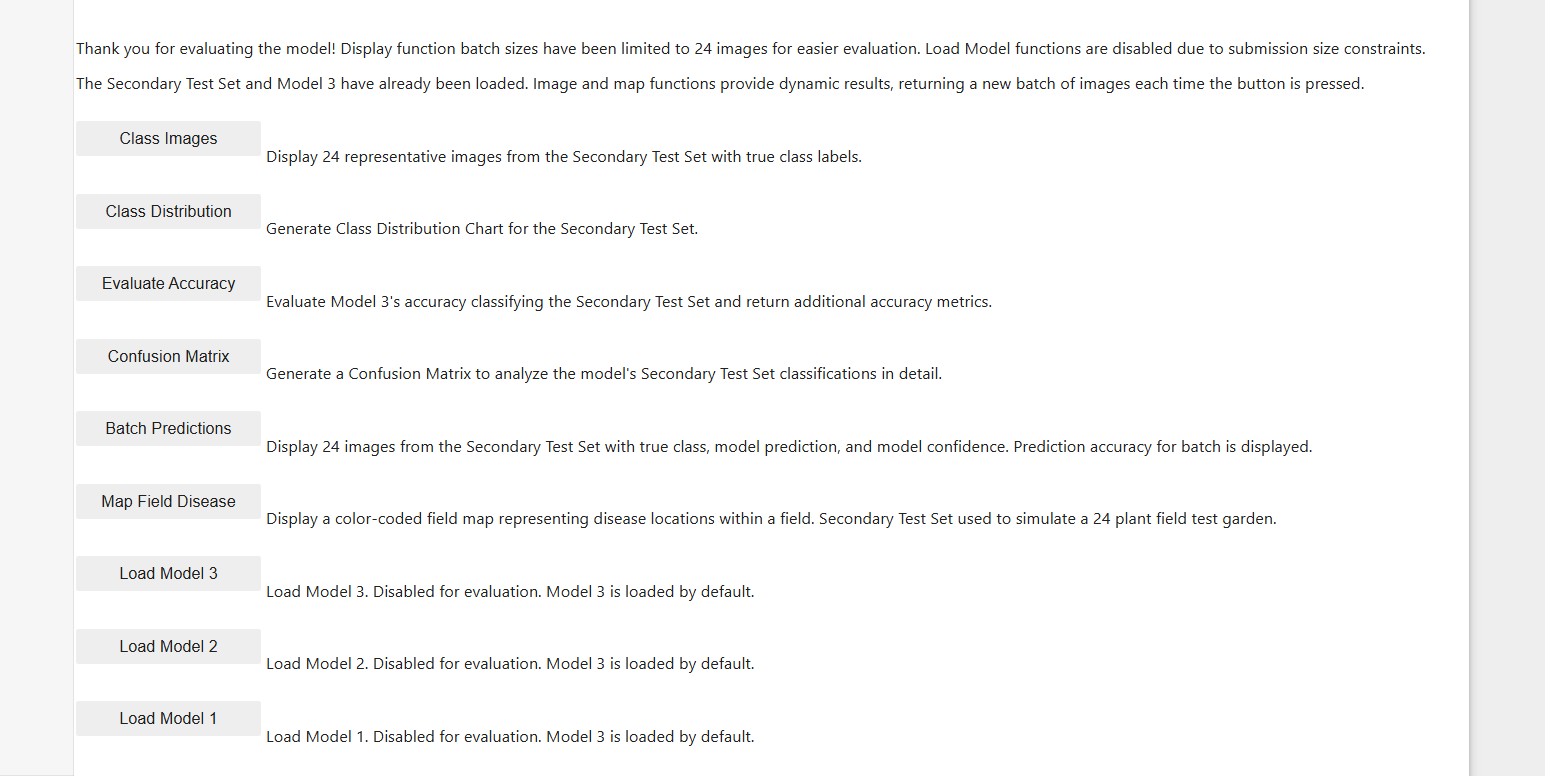 Thank you for evaluating the model! Display function batch sizes have been limited to 24 images for easier evaluation. Load Model functions are disabled due to submission size constraints.
The Secondary Test Set and Model 3 have already been loaded. Image and map functions provide dynamic results, returning a new batch of images each time the button is pressed.
Class Images
Display 24 representative images from the Secondary Test Set with true class labels.
Class Distribution
Generate Class Distribution Chart for the Secondary Test Set.
Evaluate Accuracy
Evaluate Model 3's accuracy classifying the Secondary Test Set and return additional accuracy metrics.
Confusion Matrix
Generate a Confusion Matrix to analyze the model's Secondary Test Set classifications in detail.
Batch Predictions
Display 24 images from the Secondary Test Set with true class, model prediction, and model confidence. Prediction accuracy for batch is displayed.
Map Field Disease
Display a color-coded field map representing disease locations within a field. Secondary Test Set used to simulate a 24 plant field test garden.
Load Model 3
Load Model 3. Disabled for evaluation. Model 3 is loaded by default.
Load Model 2
Load Model 2. Disabled for evaluation. Model 3 is loaded by default.
Load Model 1
Load Model 1. Disabled for evaluation. Model 3 is loaded by default.